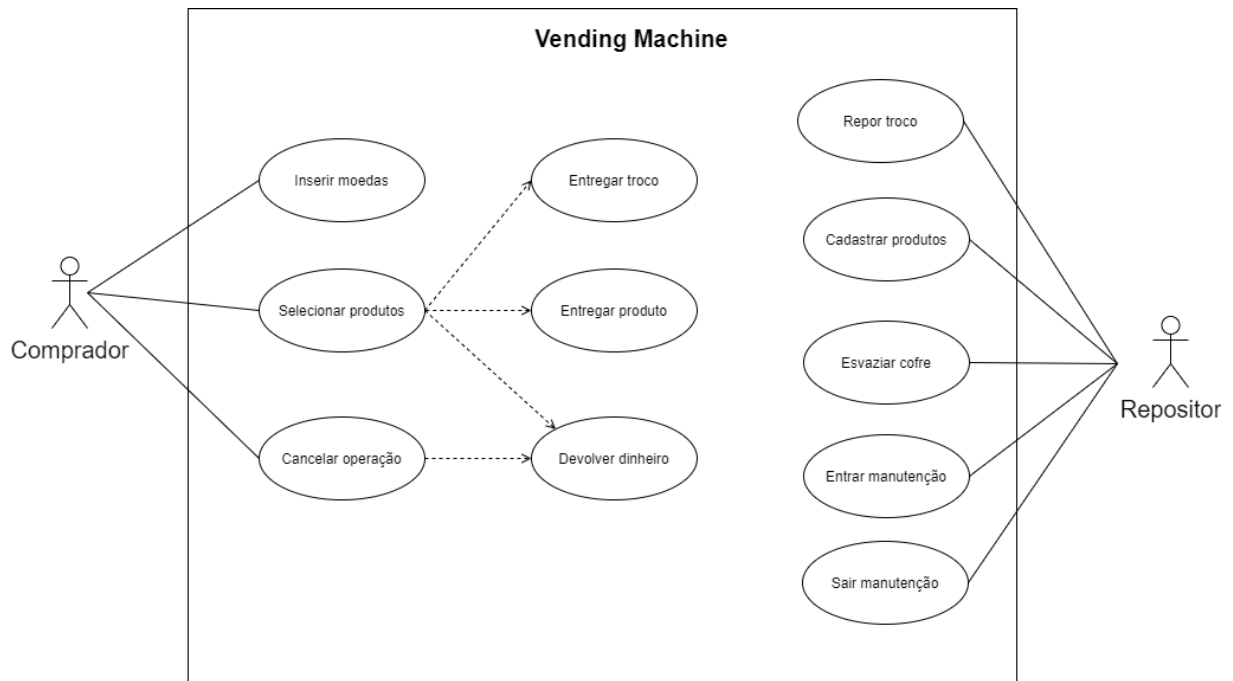 Vending Machine
Repor troco
Inserir moedas
Entregar troco
Cadastrar produtos
Selecionar produtos
Entregar produto
Comprador
Esvaziar cofre
Repositor
Cancelar operação
Devolver dinheiro
Entrar manutenção
Sair manutenção